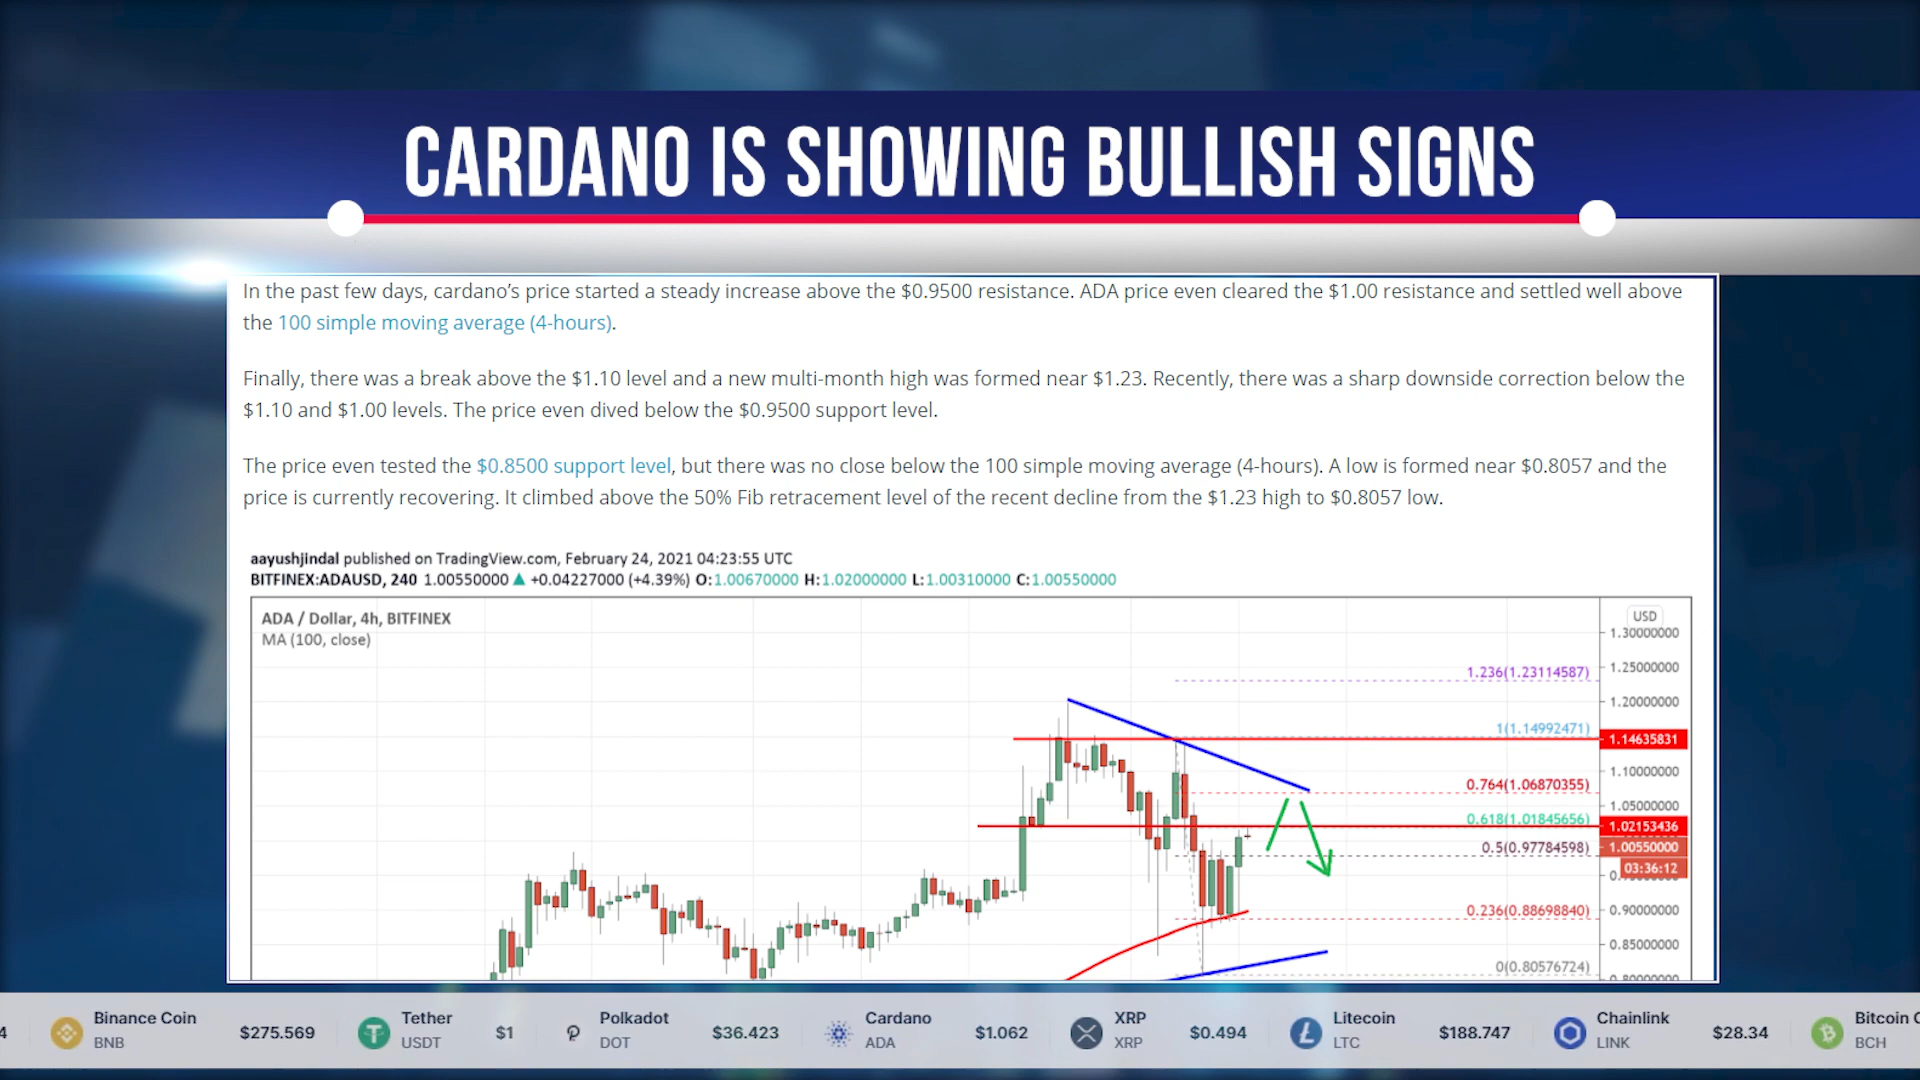 CARDANO IS SHOWING BULLISH SIGNS
In the past few days, cardano's price started a steady increase above the $0.9500 resistance. ADA price even cleared the $1.00 resistance and settled well above
the 100 simple moving average (4-hours).
Finally, there was a break above the $1.10 level and a new multi-month high was formed near $1.23. Recently, there was a sharp downside correction below the
$1.10 and $1.00 levels. The price even dived below the $0.9500 support level.
The price even tested the $0.8500 support level, but there was no close below the 100 simple moving average (4-hours). A low is formed near $0.8057 and the
price is currently recovering. It climbed above the 50% Fib retracement level of the recent decline from the $1.23 high to $0.8057 low.
aayushjindal published on TradingView.com, February 24, 2021 04:23:55 UTC
BITFINEX:ADAUSD, 240 1.00550000 ▲ +0.04227000 (+4.39%) O:1.00670000 H:1.02000000 L:1.00310000 C:1.00550000
ADA / Dollar, 4h, BITFINEX
MA (100, close)
USD
1.30000000
1.25000000
1.236(1.23114587)
1.20000000
1(1.14992471)
1.14635831
1.10000000
0.764(1.06870355)
1.05000000
0.618(1.01845656)
1.02153436
0.5(0.97784598)
1.00550000
03:36:12
0.236(0.88698840)
0.90000000
0.85000000
0(0.80576724)
0.80000000
4
Binance Coin
BNB
$275.569
Tether
USDT
$1
Polkadot
DOT
$36.423
Cardano
ADA
$1.062
XRP
XRP
$0.494
Litecoin
LTC
$188.747
Chainlink
LINK
$28.34
Bitcoin C
BCH